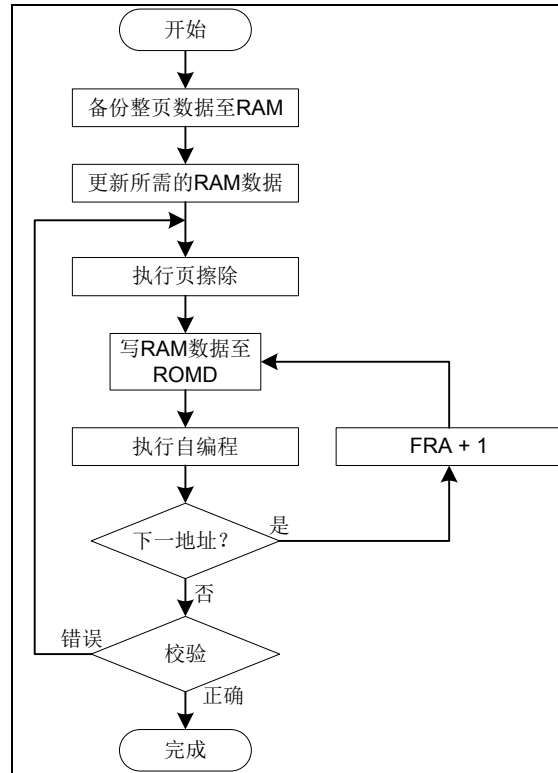 开始
备份整页数据至RAM
更新所需的RAM数据
执行页擦除
写RAM数据至
ROMD
执行自编程
FRA + 1
下一地址？
是
否
错误
校验
正确
完成